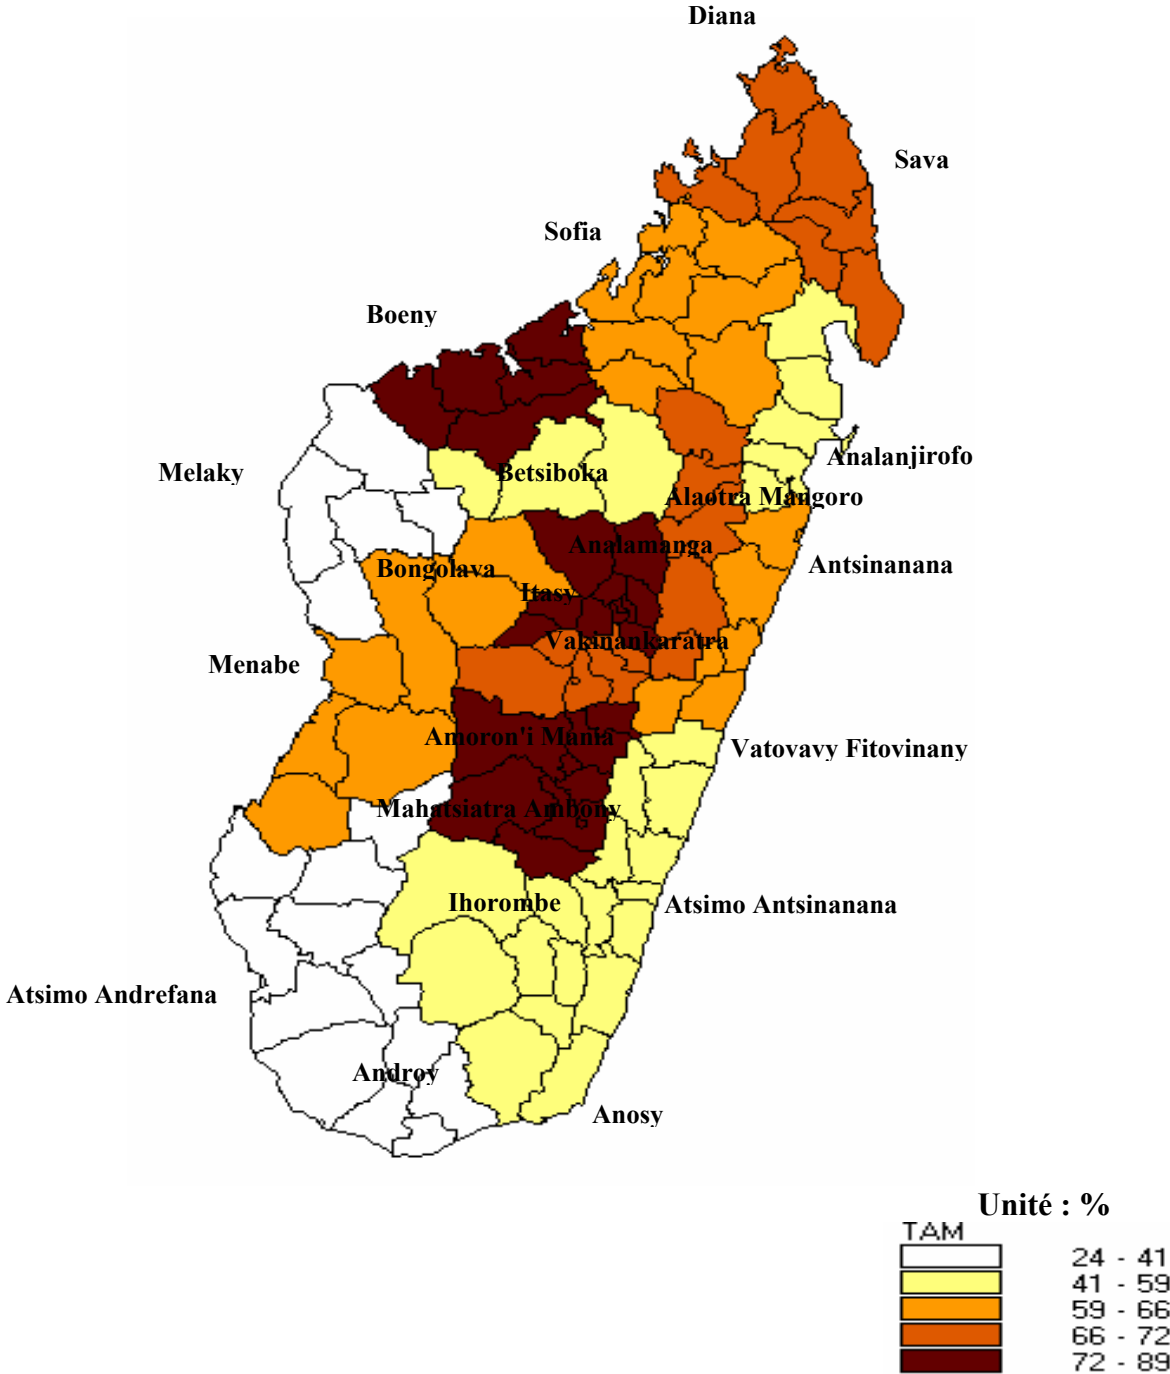 Diana
Sava
Sofia
Boeny
Melaky
Betsiboka
Analanjirofo
Alaotra Mangoro
Analamanga
Bongolava
Antsinanana
Itasy
Vakinankaratra
Menabe
Amoron'i Mania
Vatovavy Fitovinany
Mahatsiatra Ambony
Ihorombe
Atsimo Antsinanana
Atsimo Andrefana
Androy
Anosy
Unité : %
TAM
24 - 41
41 - 59
59 - 66
66 - 72
72 - 89